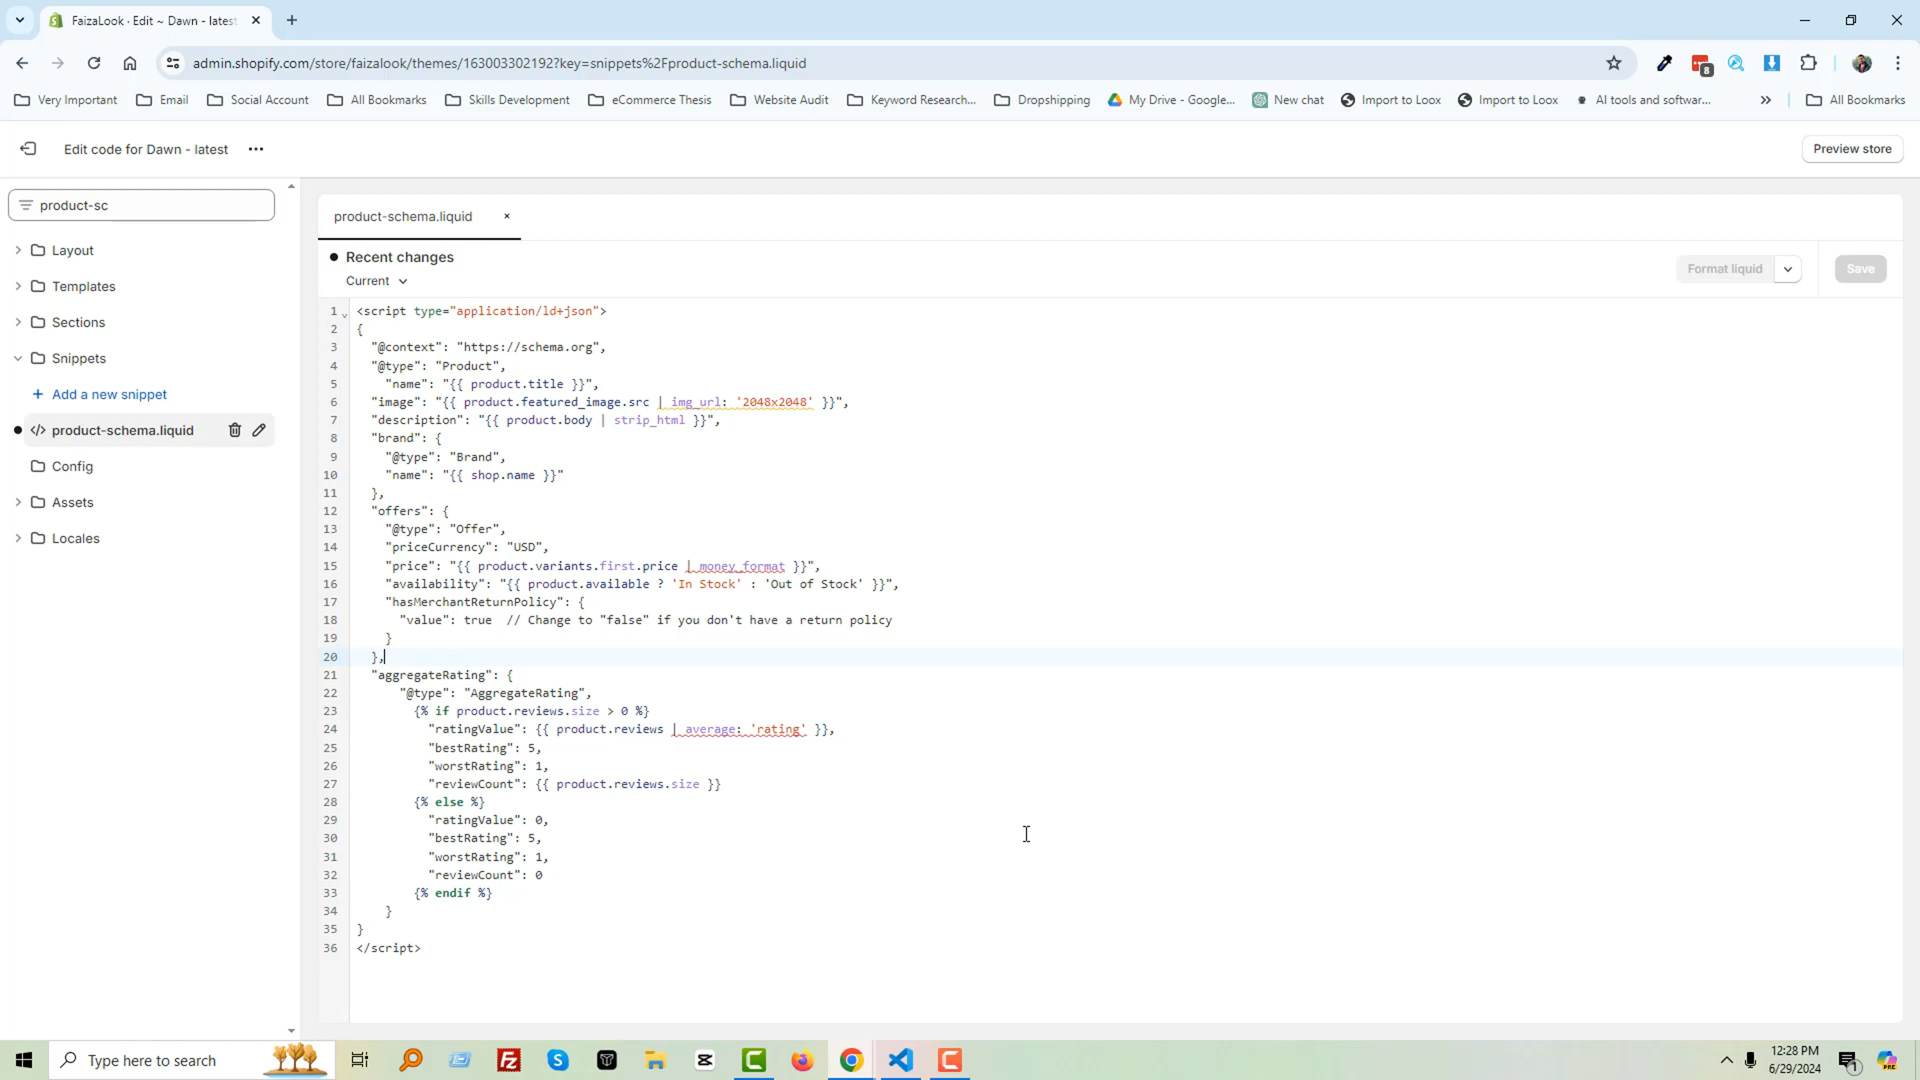 FaizaLook · Edit ~ Dawn - latest
admin.shopify.com/store/faizalook/themes/163003302192?key=snippets%2Fproduct-schema.liquid
8
Very Important
Email
Social Account
All Bookmarks
Skills Development
eCommerce Thesis
Website Audit
Keyword Research...
Dropshipping
My Drive - Google...
New chat
Import to Loox
Import to Loox
AI tools and softwar...
All Bookmarks
Edit code for Dawn - latest
Preview store
product-sc
Layout
Templates
Sections
Snippets
Add a new snippet
product-schema.liquid
Config
Assets
Locales
product-schema.liquid
Recent changes
Current
Format liquid
Save
1 <script type="application/ld+json">
2 {
3 "@context": "https://schema.org",
4 "@type": "Product",
5 "name": "{{ product.title }}",
6 "image": "{{ product.featured_image.src | img_url: '2048x2048' }}",
7 "description": "{{ product.body | strip_html }}",
8 "brand": {
9 "@type": "Brand",
10 "name": "{{ shop.name }}"
11 },
12 "offers": {
13 "@type": "Offer",
14 "priceCurrency": "USD",
15 "price": "{{ product.variants.first.price | money_format }}",
16 "availability": "{{ product.available ? 'In Stock' : 'Out of Stock' }}",
17 "hasMerchantReturnPolicy": {
18 "value": true // Change to "false" if you don't have a return policy
19 }
20 },
21 "aggregateRating": {
22 "@type": "AggregateRating",
23 {% if product.reviews.size > 0 %}
24 "ratingValue": {{ product.reviews | average: 'rating' }},
25 "bestRating": 5,
26 "worstRating": 1,
27 "reviewCount": {{ product.reviews.size }}
28 {% else %}
29 "ratingValue": 0,
30 "bestRating": 5,
31 "worstRating": 1,
32 "reviewCount": 0
33 {% endif %}
34 }
35 }
36 </script>
Type here to search
12:28 PM
6/29/2024
1
PRE